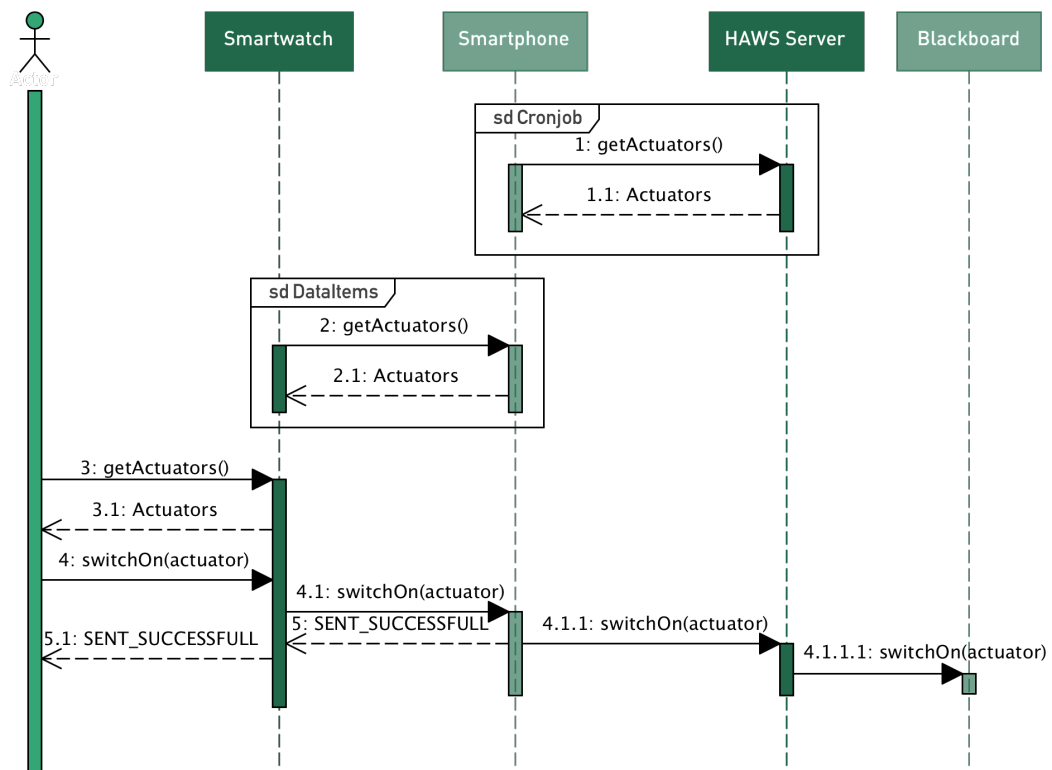 Smartwatch
Smartphone
HAWS Server
Blackboard
Actor
sd Cronjob
1: getActuators()
1.1: Actuators
sd DataItems
2: getActuators()
2.1: Actuators
3: getActuators()
3.1: Actuators
4: switchOn(actuator)
4.1: switchOn(actuator)
5: SENT_SUCCESSFULL
4.1.1: switchOn(actuator)
5.1: SENT_SUCCESSFULL
4.1.1.1: switchOn(actuator)